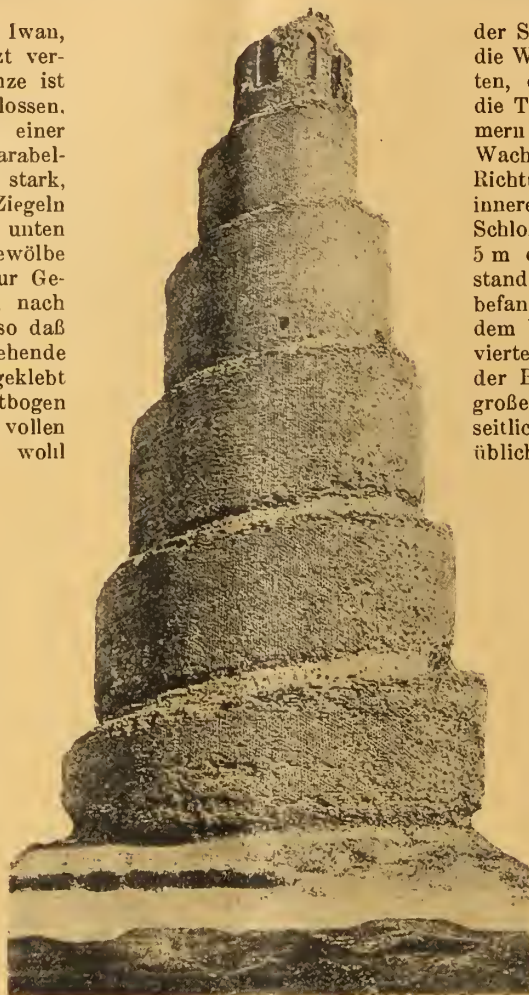 Iwan,
zt ver-
nze ist
lossen.
einer
arabel-
stark,
Ziegeln
unten
ewölbe
ur Ge-
nach
so daß
ehende
geklebt
tbogen
vollen
wohl
der S
die W
ten,
die T
mern
Wach
Richt
innere
Schlo
5 m
stand
befan
dem
vierte
der
große
seitlic
üblich